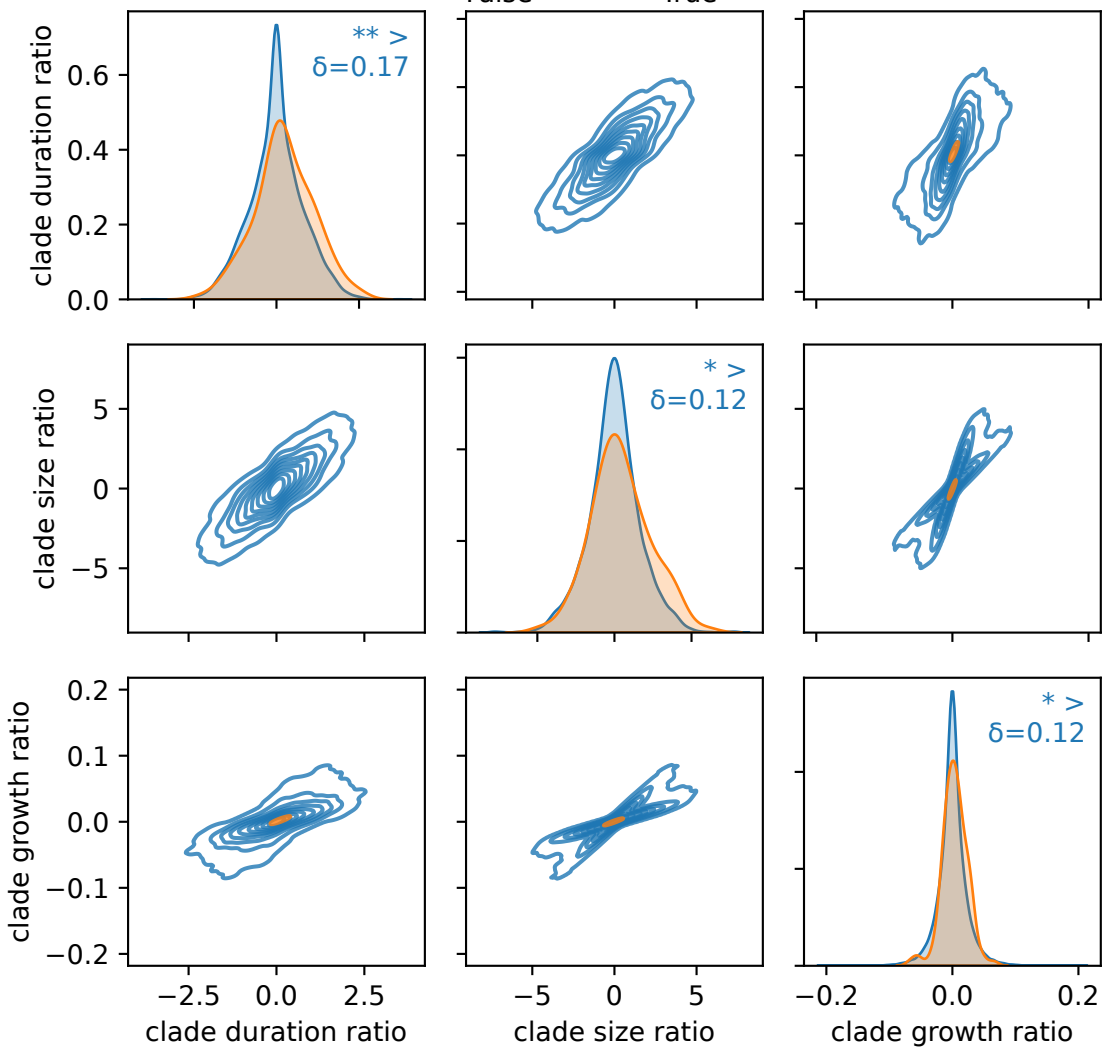 False True
clade duration ratio
0.6
0.4
0.2
0.0
** >
δ=0.17
clade size ratio
5
0
−5
* >
δ=0.12
clade growth ratio
0.2
0.1
0.0
−0.1
−0.2
* >
δ=0.12
−2.5 0.0 2.5
−5 0 5
−0.2 0.0 0.2
clade duration ratio
clade size ratio
clade growth ratio